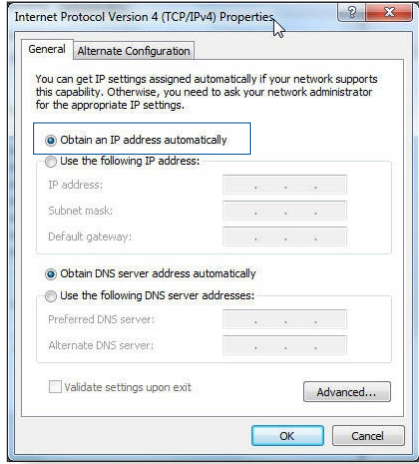 Internet Protocol Version 4 (TCP/IPv4) Properties
General
Alternate Configuration
You can get IP settings assigned automatically if your network supports
this capability. Otherwise, you need to ask your network administrator
for the appropriate IP settings.
Obtain an IP address automatically
Use the following IP address:
IP address:
Subnet mask:
Default gateway:
Obtain DNS server address automatically
Use the following DNS server addresses:
Preferred DNS server:
Alternate DNS server:
Validate settings upon exit
Advanced...
OK
Cancel